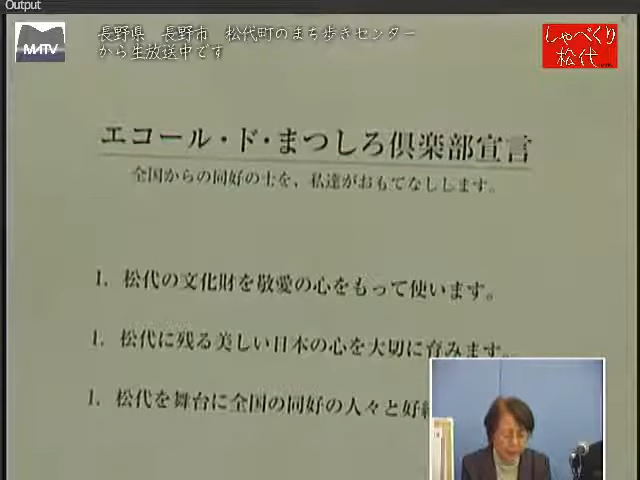 Output
M∧TV
長野県 長野市 松代町のまち歩きセンター
から生放送中です
しゃべくり
松代
エコール・ド・まつしろ倶楽部宣言
全国からの同好の士を、私達がおもてなしします。
1. 松代の文化財を敬愛の心をもって使います。
1. 松代に残る美しい日本の心を大切に育みます。
1. 松代を舞台に全国の同好の人々と好